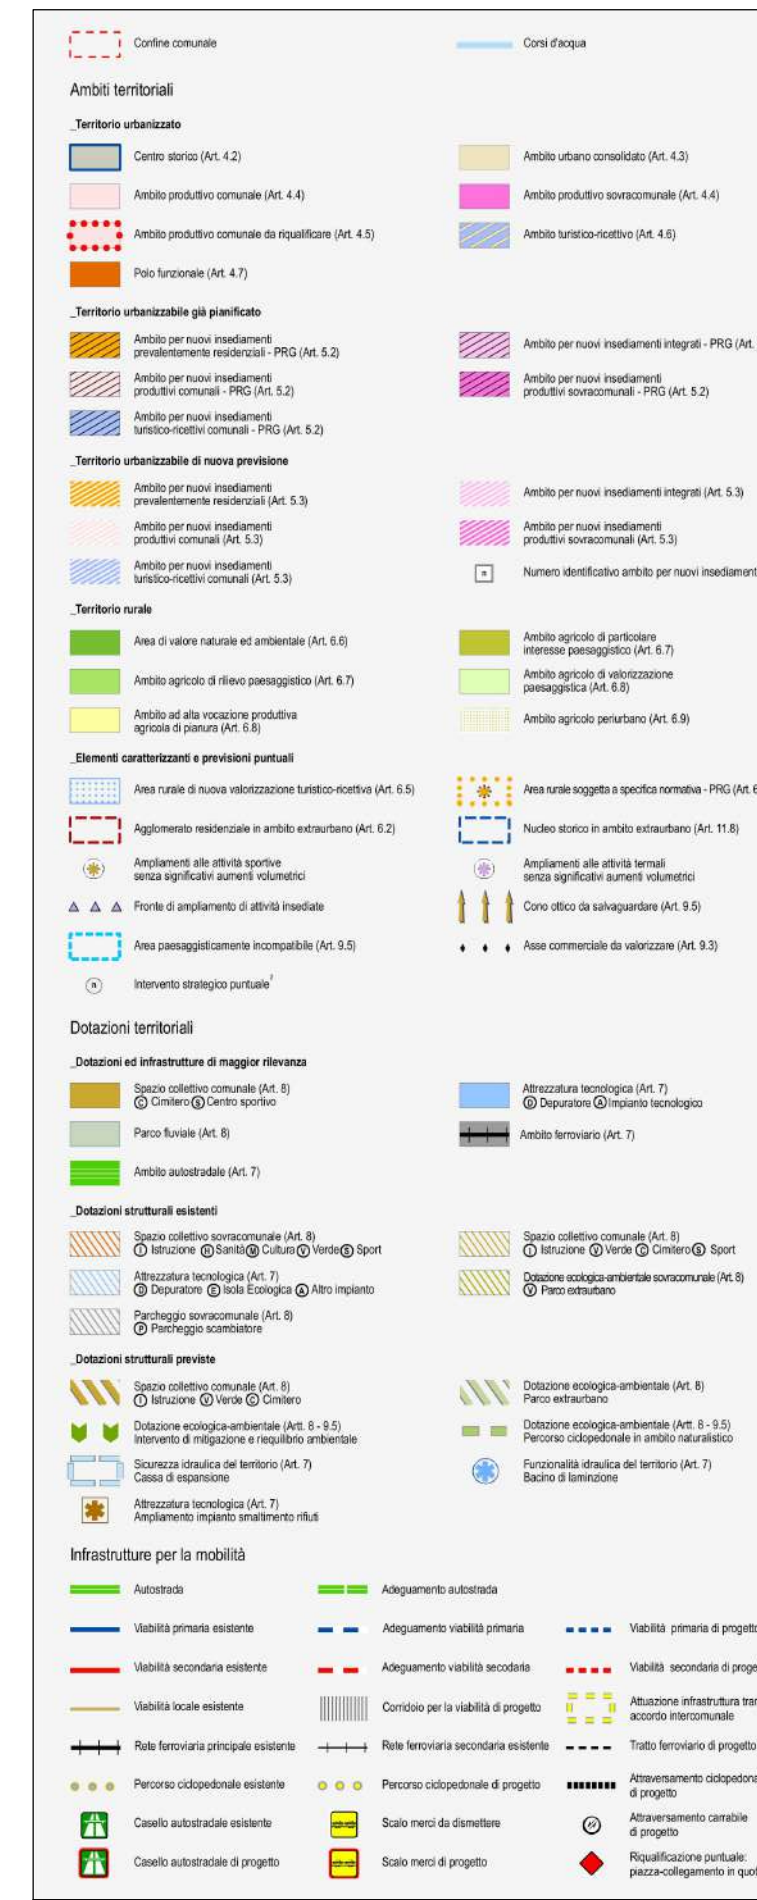 Confine comunale
Corsi d'acqua
Ambiti territoriali
_Territorio urbanizzato
Centro storico (Art. 4.2)
Ambito urbano consolidato (Art. 4.3)
Ambito produttivo comunale (Art. 4.4)
Ambito produttivo sovracomunale (Art. 4.4)
Ambito produttivo comunale da riqualificare (Art. 4.5)
Ambito turistico-ricettivo (Art. 4.6)
Polo funzionale (Art. 4.7)
_Territorio urbanizzabile già pianificato
Ambito per nuovi insediamenti
prevalentemente residenziali - PRG (Art. 5.2)
Ambito per nuovi insediamenti integrati - PRG (Art.
Ambito per nuovi insediamenti
produttivi comunali - PRG (Art. 5.2)
Ambito per nuovi insediamenti
produttivi sovracomunali - PRG (Art. 5.2)
Ambito per nuovi insediamenti
turistico-ricettivi comunali - PRG (Art. 5.2)
_Territorio urbanizzabile di nuova previsione
Ambito per nuovi insediamenti
prevalentemente residenziali (Art. 5.3)
Ambito per nuovi insediamenti integrati (Art. 5.3)
Ambito per nuovi insediamenti
produttivi comunali (Art. 5.3)
Ambito per nuovi insediamenti
produttivi sovracomunali (Art. 5.3)
Ambito per nuovi insediamenti
turistico-ricettivi comunali (Art. 5.3)
n
Numero identificativo ambito per nuovi insediament
_Territorio rurale
Area di valore naturale ed ambientale (Art. 6.6)
Ambito agricolo di particolare
interesse paesaggistico (Art. 6.7)
Ambito agricolo di rilievo paesaggistico (Art. 6.7)
Ambito agricolo di valorizzazione
paesaggistica (Art. 6.8)
Ambito ad alta vocazione produttiva
agricola di pianura (Art. 6.8)
Ambito agricolo periurbano (Art. 6.9)
_Elementi caratterizzanti e previsioni puntuali
Area rurale di nuova valorizzazione turistico-ricettiva (Art. 6.5)
Area rurale soggetta a specifica normativa - PRG (Art. 6
Agglomerato residenziale in ambito extraurbano (Art. 6.2)
Nucleo storico in ambito extraurbano (Art. 11.8)
Ampliamenti alle attività sportive
senza significativi aumenti volumetrici
Ampliamenti alle attività termali
senza significativi aumenti volumetrici
Fronte di ampliamento di attività insediate
Cono ottico da salvaguardare (Art. 9.5)
Area paesaggisticamente incompatibile (Art. 9.5)
Asse commerciale da valorizzare (Art. 9.3)
n
Intervento strategico puntuale²
Dotazioni territoriali
_Dotazioni ed infrastrutture di maggior rilevanza
Spazio collettivo comunale (Art. 8)
C Cimitero S Centro sportivo
Attrezzatura tecnologica (Art. 7)
D Depuratore A Impianto tecnologico
Parco fluviale (Art. 8)
Ambito ferroviario (Art. 7)
Ambito autostradale (Art. 7)
_Dotazioni strutturali esistenti
Spazio collettivo sovracomunale (Art. 8)
I Istruzione H Sanità M Cultura V Verde S Sport
Spazio collettivo comunale (Art. 8)
I Istruzione V Verde C Cimitero S Sport
Attrezzatura tecnologica (Art. 7)
D Depuratore E Isola Ecologica A Altro impianto
Dotazione ecologica-ambientale sovracomunale (Art. 8)
V Parco extraurbano
Parcheggio sovracomunale (Art. 8)
P Parcheggio scambiatore
_Dotazioni strutturali previste
Spazio collettivo comunale (Art. 8)
I Istruzione V Verde C Cimitero
Dotazione ecologica-ambientale (Art. 8)
Parco extraurbano
Dotazione ecologica-ambientale (Artt. 8 - 9.5)
Intervento di mitigazione e riequilibrio ambientale
Dotazione ecologica-ambientale (Artt. 8 - 9.5)
Percorso ciclopedonale in ambito naturalistico
Sicurezza idraulica del territorio (Art. 7)
Cassa di espansione
Funzionalità idraulica del territorio (Art. 7)
Bacino di laminzione
Attrezzatura tecnologica (Art. 7)
Ampliamento impianto smaltimento rifiuti
Infrastrutture per la mobilità
Autostrada
Adeguamento autostrada
Viabilità primaria esistente
Adeguamento viabilità primaria
Viabilità primaria di progetto
Viabilità secondaria esistente
Adeguamento viabilità secodaria
Viabilità secondaria di proge
Viabilità locale esistente
Corridoio per la viabilità di progetto
Attuazione infrastruttura tran
accordo intercomunale
Rete ferroviaria principale esistente
Rete ferroviaria secondaria esistente
Tratto ferroviario di progetto
Percorso ciclopedonale esistente
Percorso ciclopedonale di progetto
Attraversamento ciclopedona
di progetto
Casello autostradale esistente
Scalo merci da dismettere
Attraversamento carrabile
di progetto
Casello autostradale di progetto
Scalo merci di progetto
Riqualificazione puntuale:
piazza-collegamento in quot